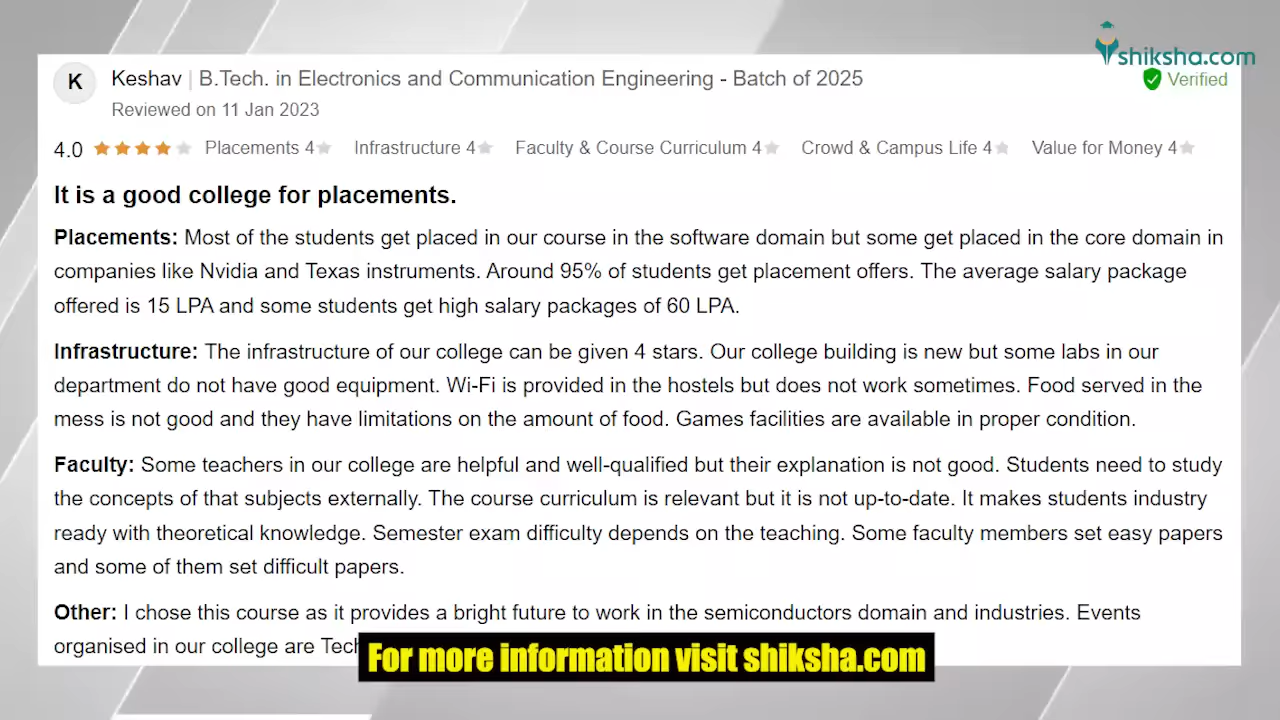 shiksha.com
K
Keshav | B.Tech. in Electronics and Communication Engineering - Batch of 2025
Verified
Reviewed on 11 Jan 2023
4.0 Placements 4 Infrastructure 4 Faculty & Course Curriculum 4 Crowd & Campus Life 4 Value for Money 4
It is a good college for placements.
Placements: Most of the students get placed in our course in the software domain but some get placed in the core domain in
companies like Nvidia and Texas instruments. Around 95% of students get placement offers. The average salary package
offered is 15 LPA and some students get high salary packages of 60 LPA.
Infrastructure: The infrastructure of our college can be given 4 stars. Our college building is new but some labs in our
department do not have good equipment. Wi-Fi is provided in the hostels but does not work sometimes. Food served in the
mess is not good and they have limitations on the amount of food. Games facilities are available in proper condition.
Faculty: Some teachers in our college are helpful and well-qualified but their explanation is not good. Students need to study
the concepts of that subjects externally. The course curriculum is relevant but it is not up-to-date. It makes students industry
ready with theoretical knowledge. Semester exam difficulty depends on the teaching. Some faculty members set easy papers
and some of them set difficult papers.
Other: I chose this course as it provides a bright future to work in the semiconductors domain and industries. Events
organised in our college are
For more information visit shiksha.com